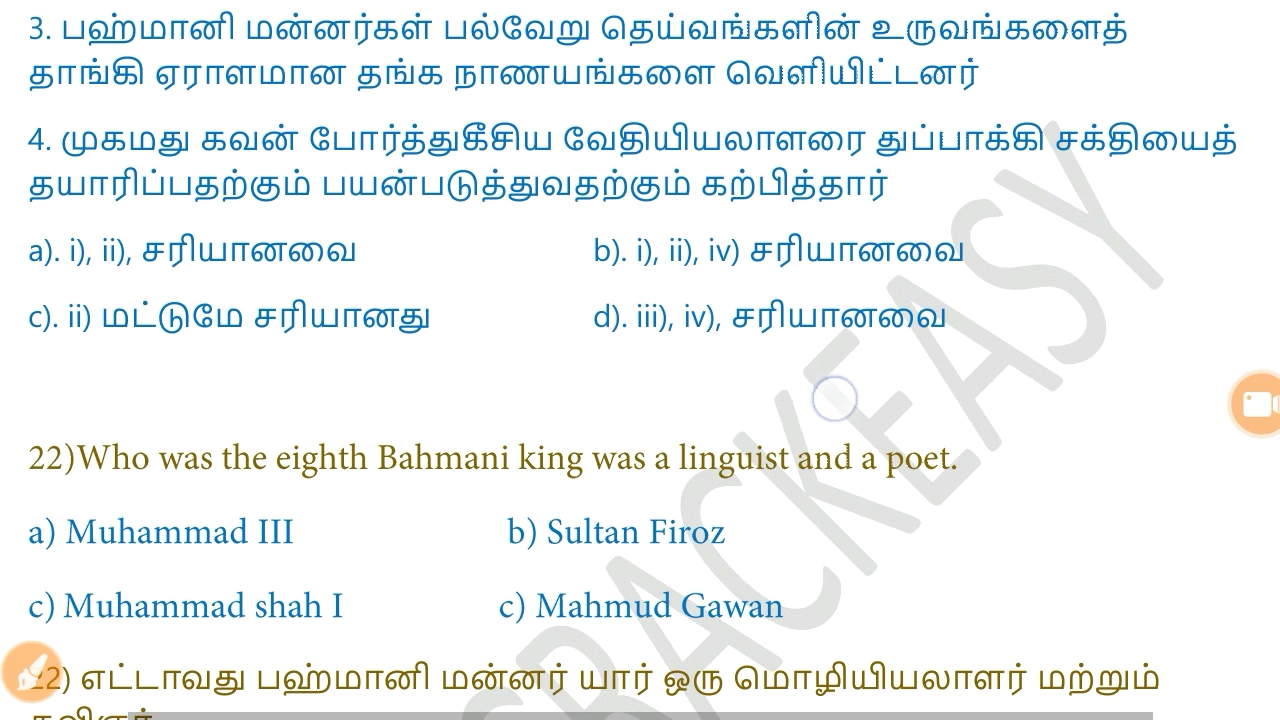 3. பஹ்மானி மன்னர்கள் பல்வேறு தெய்வங்களின் உருவங்களைத்
தாங்கி ஏராளமான தங்க நாணயங்களை வெளியிட்டனர்
4. முகமது கவன் போர்த்துகீசிய வேதியியலாளரை துப்பாக்கி சக்தியைத்
தயாரிப்பதற்கும் பயன்படுத்துவதற்கும் கற்பித்தார்
a). i), ii), சரியானவை b). i), ii), iv) சரியானவை
c). ii) மட்டுமே சரியானது d). iii), iv), சரியானவை
22)Who was the eighth Bahmani king was a linguist and a poet.
a) Muhammad III b) Sultan Firoz
c) Muhammad shah I c) Mahmud Gawan
22) எட்டாவது பஹ்மானி மன்னர் யார் ஒரு மொழியியலாளர் மற்றும்
CRACKEASY